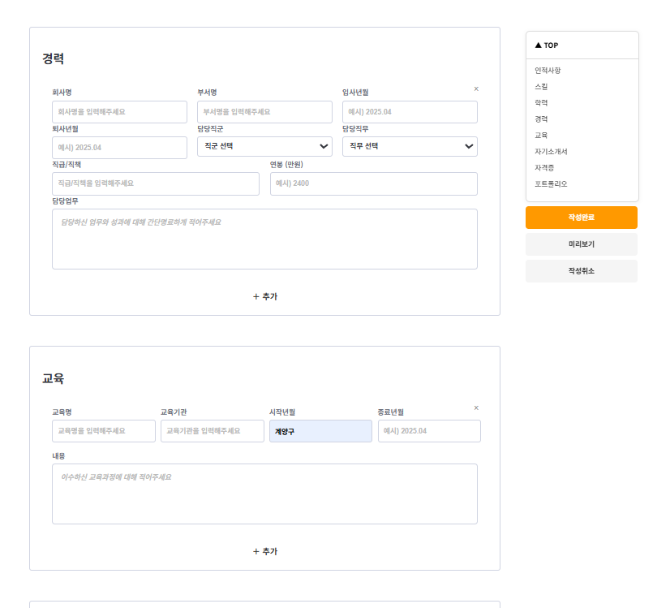 경력
회사명 부서명 입사년월 ×
회사명을 입력해주세요 부서명을 입력해주세요 예시) 2025.04
퇴사년월 담당직군 담당직무
예시) 2025.04 직군 선택 직무 선택
직급/직책 연봉 (만원)
직급/직책을 입력해주세요 예시) 2400
담당업무
담당하신 업무와 성과에 대해 간단명료하게 적어주세요
+ 추가
교육
교육명 교육기관 시작년월 종료년월 ×
교육명을 입력해주세요 교육기관을 입력해주세요 계양구 예시) 2025.04
내용
이수하신 교육과정에 대해 적어주세요
+ 추가
▲ TOP
인적사항
스킬
학력
경력
교육
자기소개서
자격증
포트폴리오
작성완료
미리보기
작성취소